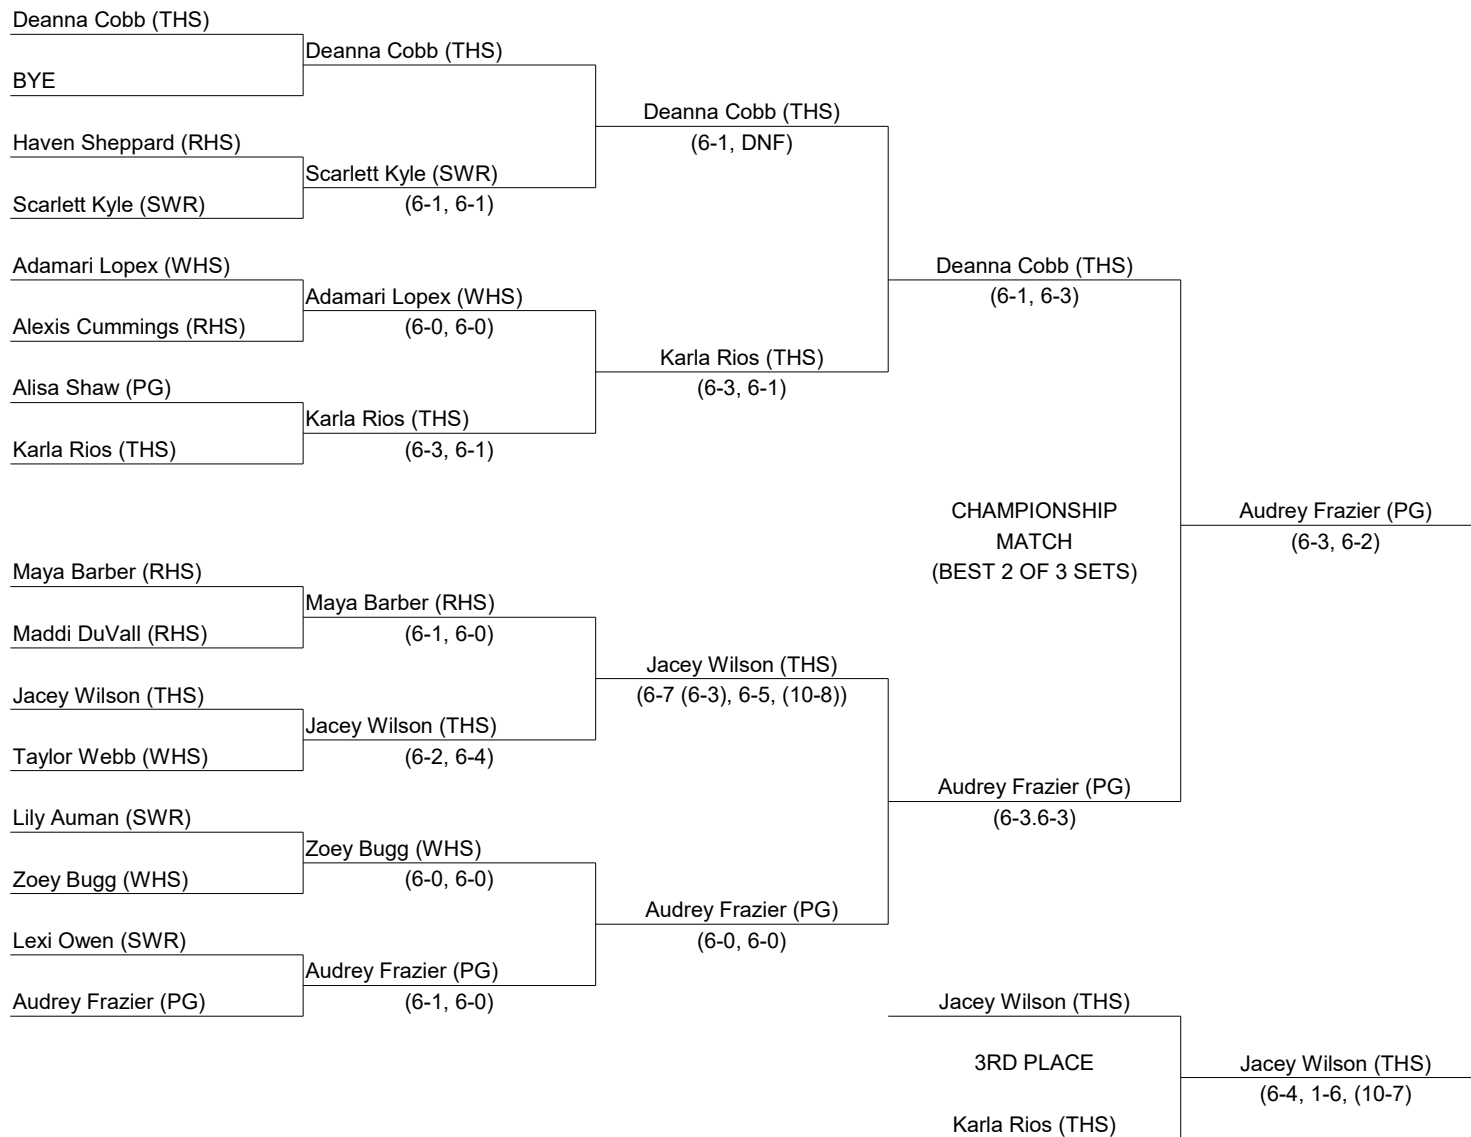 Deanna Cobb (THS)
BYE
Haven Sheppard (RHS)
Scarlett Kyle (SWR)
Adamari Lopex (WHS)
Alexis Cummings (RHS)
Alisa Shaw (PG)
Karla Rios (THS)
Maya Barber (RHS)
Maddi DuVall (RHS)
Jacey Wilson (THS)
Taylor Webb (WHS)
Lily Auman (SWR)
Zoey Bugg (WHS)
Lexi Owen (SWR)
Audrey Frazier (PG)
Deanna Cobb (THS)
Scarlett Kyle (SWR)
(6-1, 6-1)
Adamari Lopex (WHS)
(6-0, 6-0)
Karla Rios (THS)
(6-3, 6-1)
Maya Barber (RHS)
(6-1, 6-0)
Jacey Wilson (THS)
(6-2, 6-4)
Zoey Bugg (WHS)
(6-0, 6-0)
Audrey Frazier (PG)
(6-1, 6-0)
Deanna Cobb (THS)
(6-1, DNF)
Karla Rios (THS)
(6-3, 6-1)
Jacey Wilson (THS)
(6-7 (6-3), 6-5, (10-8))
Audrey Frazier (PG)
(6-0, 6-0)
Deanna Cobb (THS)
(6-1, 6-3)
CHAMPIONSHIP
MATCH
(BEST 2 OF 3 SETS)
Audrey Frazier (PG)
(6-3.6-3)
Audrey Frazier (PG)
(6-3, 6-2)
Jacey Wilson (THS)
3RD PLACE
Karla Rios (THS)
Jacey Wilson (THS)
(6-4, 1-6, (10-7)